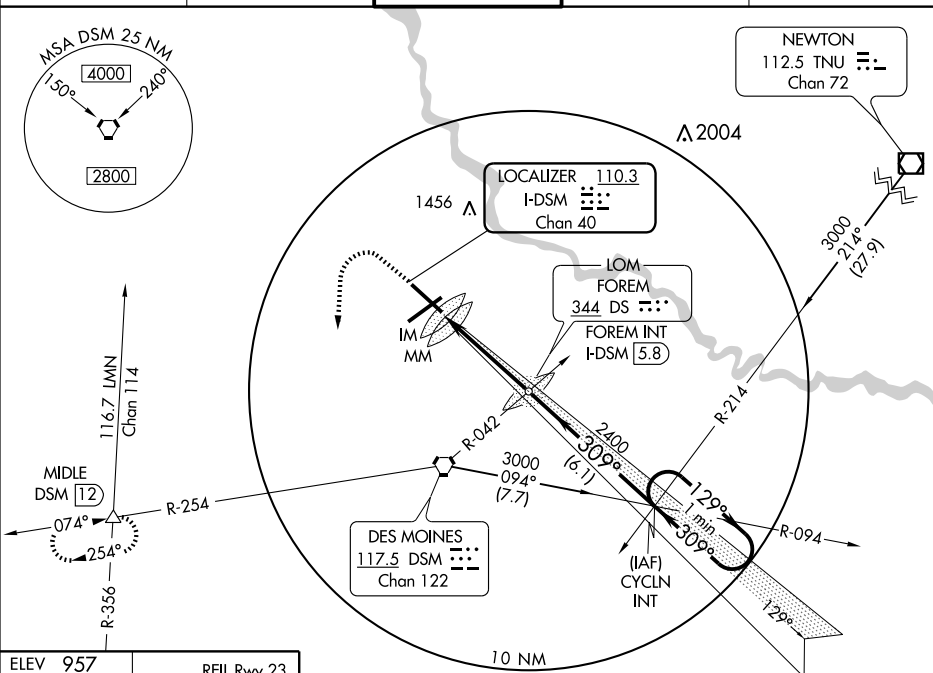 MSA DSM 25 NM
150°
4000
240°
2800
NEWTON
112.5 TNU
Chan 72
2004
LOCALIZER 110.3
I-DSM
Chan 40
1456
3000
214°
(27.9)
LOM
FOREM
344 DS
FOREM INT
I-DSM 5.8
IM
MM
116.7 LMN
Chan 114
R-214
R-042
2400
309°
(6.1)
MIDLE
DSM 12
R-254
3000
094°
(7.7)
074°
254°
129°
1 min
309°
R-094
DES MOINES
117.5 DSM
Chan 122
(IAF)
CYCLN
INT
R-356
129°
10 NM
ELEV 957
REIL Rwy 23